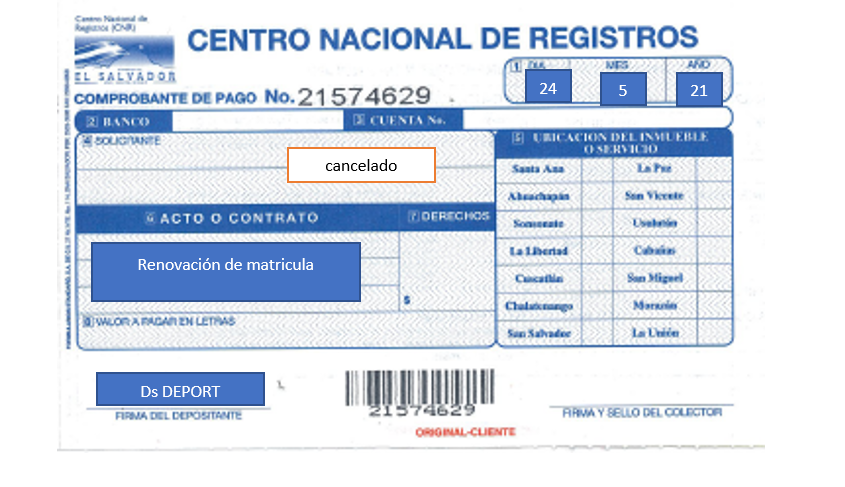 Centro Nacional de
Registros (CNR)
EL SALVADOR
CENTRO NACIONAL DE REGISTROS
1 DIA MES AÑO
24 5 21
COMPROBANTE DE PAGO No. 21574629
2 BANCO 3 CUENTA No.
4 SOLICITANTE
cancelado
5 UBICACION DEL INMUEBLE
O SERVICIO
Santa Ana La Paz
Ahuachapán San Vicente
Sonsonate Usulután
La Libertad Cabañas
Cuscatlán San Miguel
Chalatenango Morazán
San Salvador La Unión
6 ACTO O CONTRATO 7 DERECHOS
Renovación de matricula
$
8 VALOR A PAGAR EN LETRAS
Ds DEPORT
FIRMA DEL DEPOSITANTE
21574629
FIRMA Y SELLO DEL COLECTOR
ORIGINAL-CLIENTE